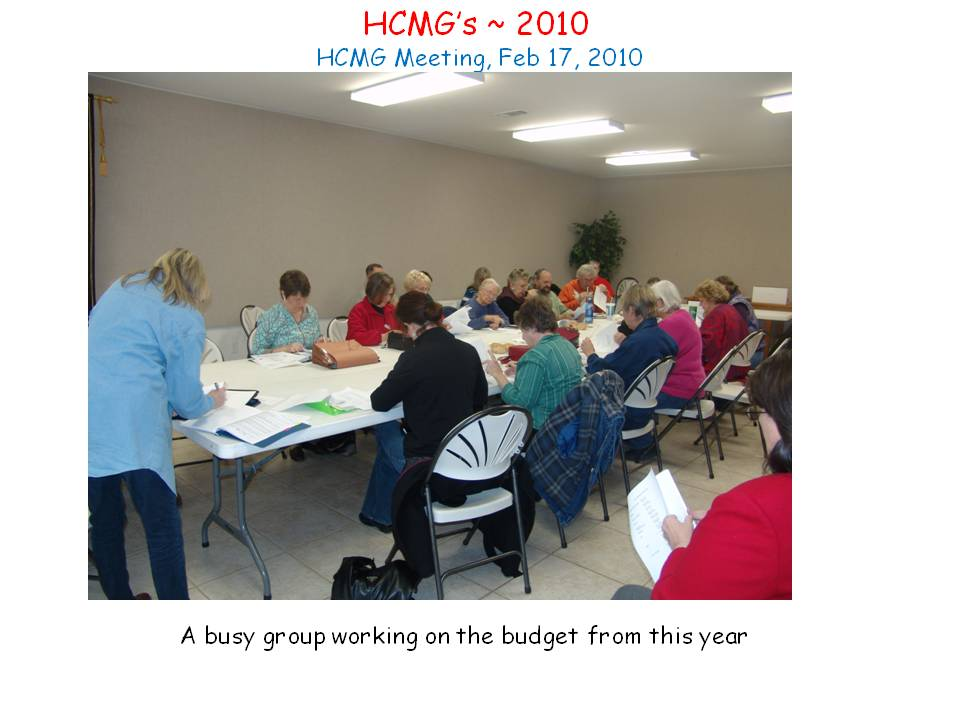 HCMG's ~ 2010
HCMG Meeting, Feb 17, 2010
A busy group working on the budget from this year